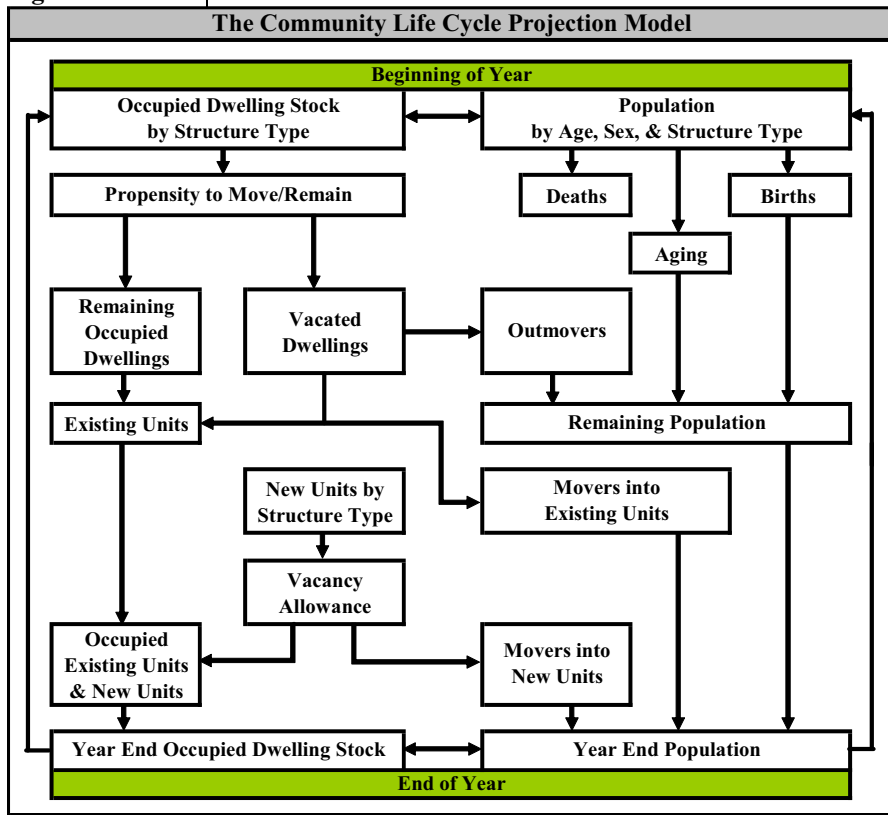 The Community Life Cycle Projection Model
Beginning of Year
Occupied Dwelling Stock
by Structure Type
Population
by Age, Sex, & Structure Type
Propensity to Move/Remain
Deaths
Births
Aging
Remaining
Occupied
Dwellings
Vacated
Dwellings
Outmovers
Existing Units
Remaining Population
New Units by
Structure Type
Movers into
Existing Units
Vacancy
Allowance
Occupied
Existing Units
& New Units
Movers into
New Units
Year End Occupied Dwelling Stock
Year End Population
End of Year